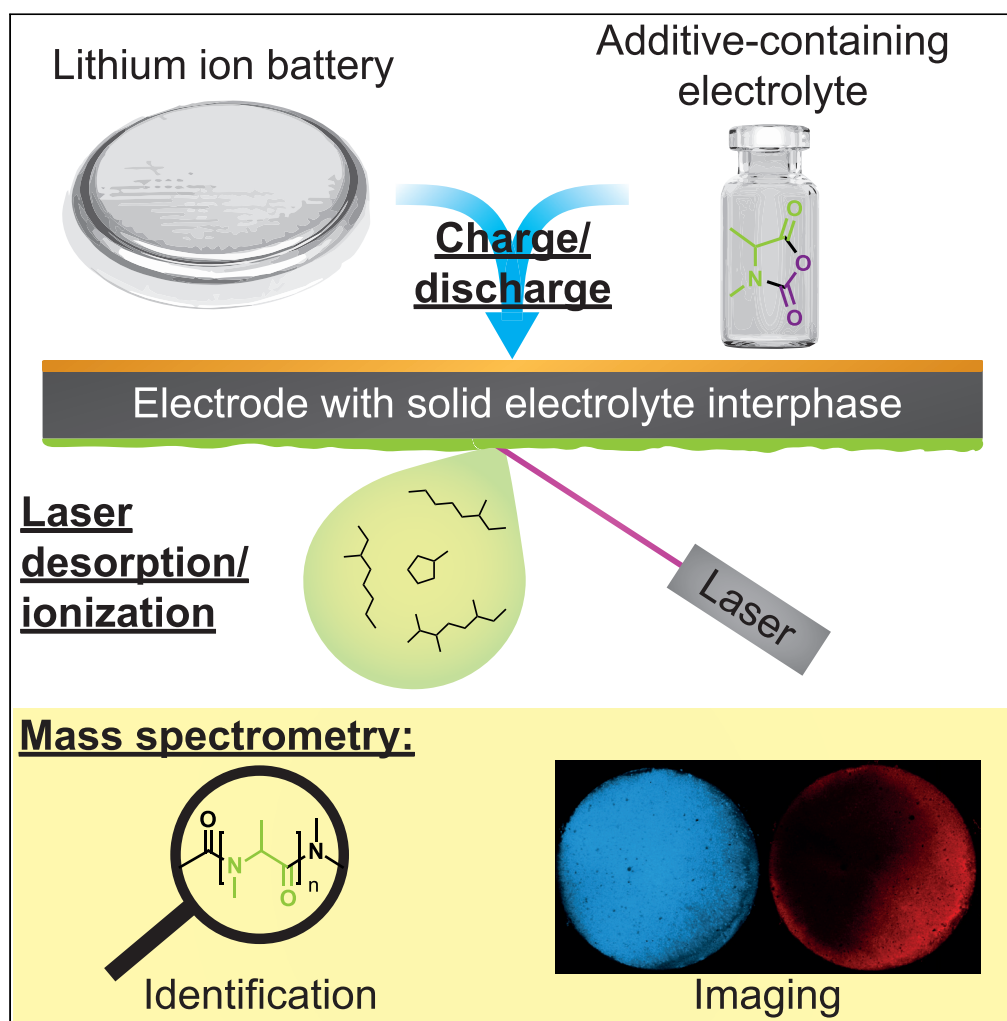 Lithium ion battery
Additive-containing
electrolyte
O
O
N
O
Charge/
discharge
Electrode with solid electrolyte interphase
Laser
desorption/
ionization
Laser
Mass spectrometry:
O
N
N
O
n
Identification
Imaging